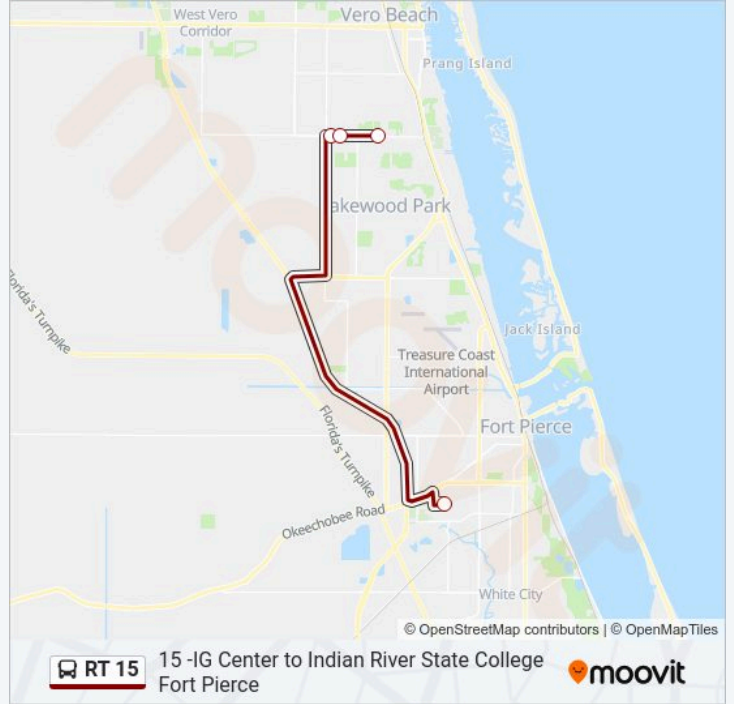 West Vero
Corridor
Vero Beach
Prang Island
akewood Park
lorida's Turnpike
Jack Island
Treasure Coast
International
Airport
Florida's Turnpike
Fort Pierce
Okeechobee Road
White City
moovit
© OpenStreetMap contributors | © OpenMapTiles
RT 15
15 -IG Center to Indian River State College
Fort Pierce
moovit